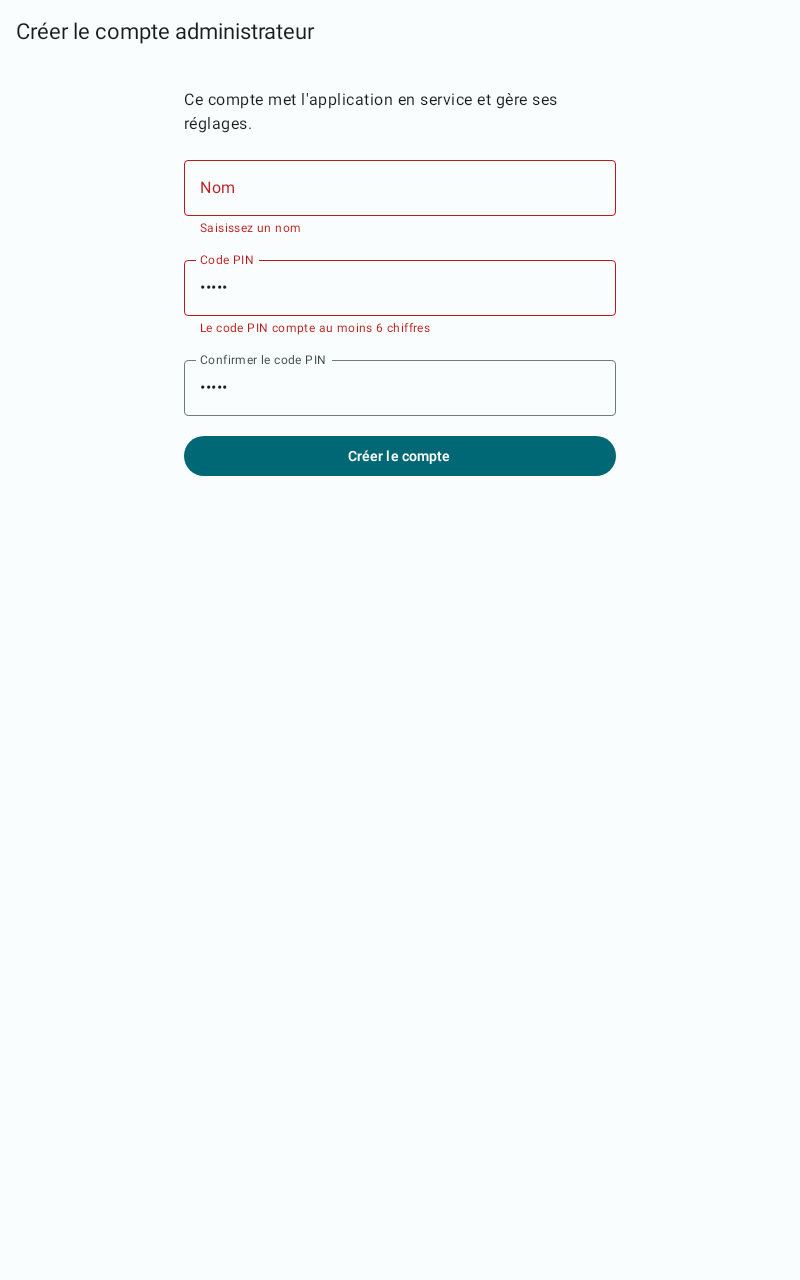 Créer le compte administrateur
Ce compte met l'application en service et gère ses
réglages.
Nom
Saisissez un nom
Code PIN
•••••
Le code PIN compte au moins 6 chiffres
Confirmer le code PIN
•••••
Créer le compte